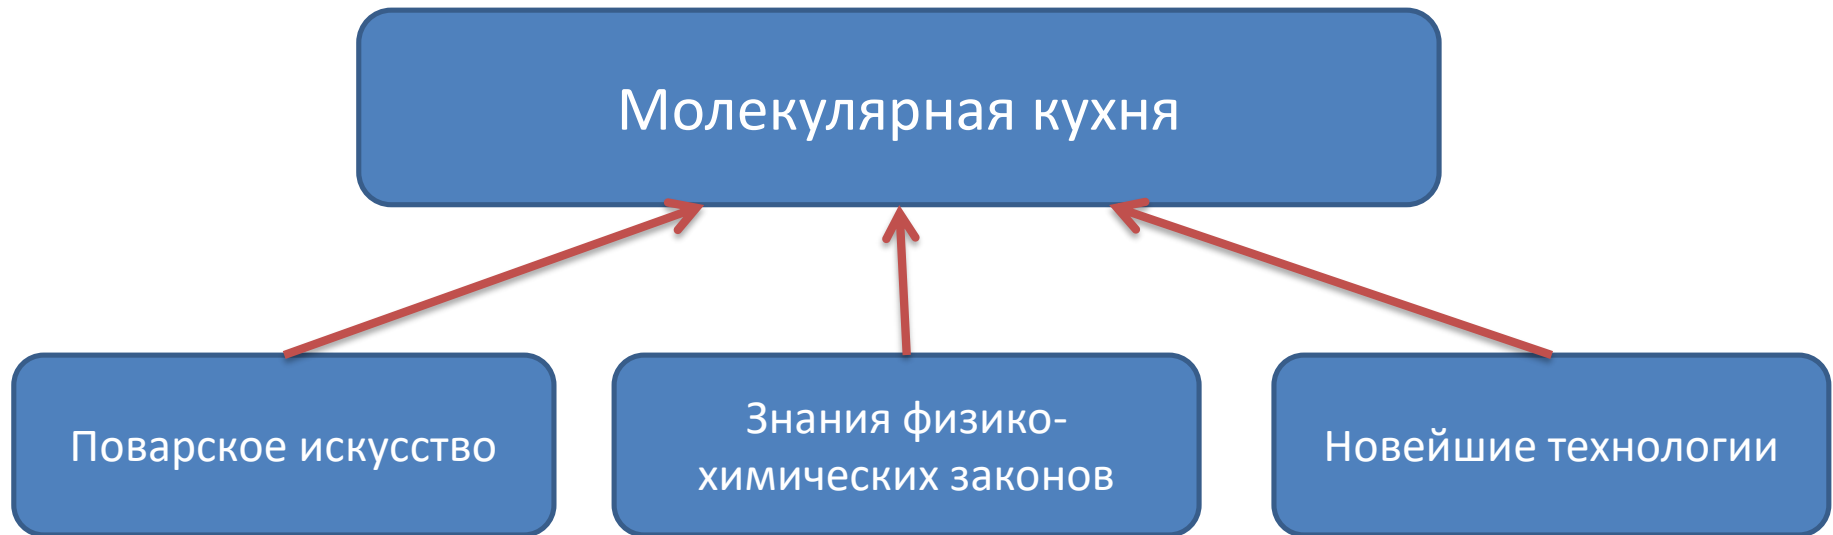 Молекулярная кухня
Поварское искусство
Знания физико-
химических законов
Новейшие технологии